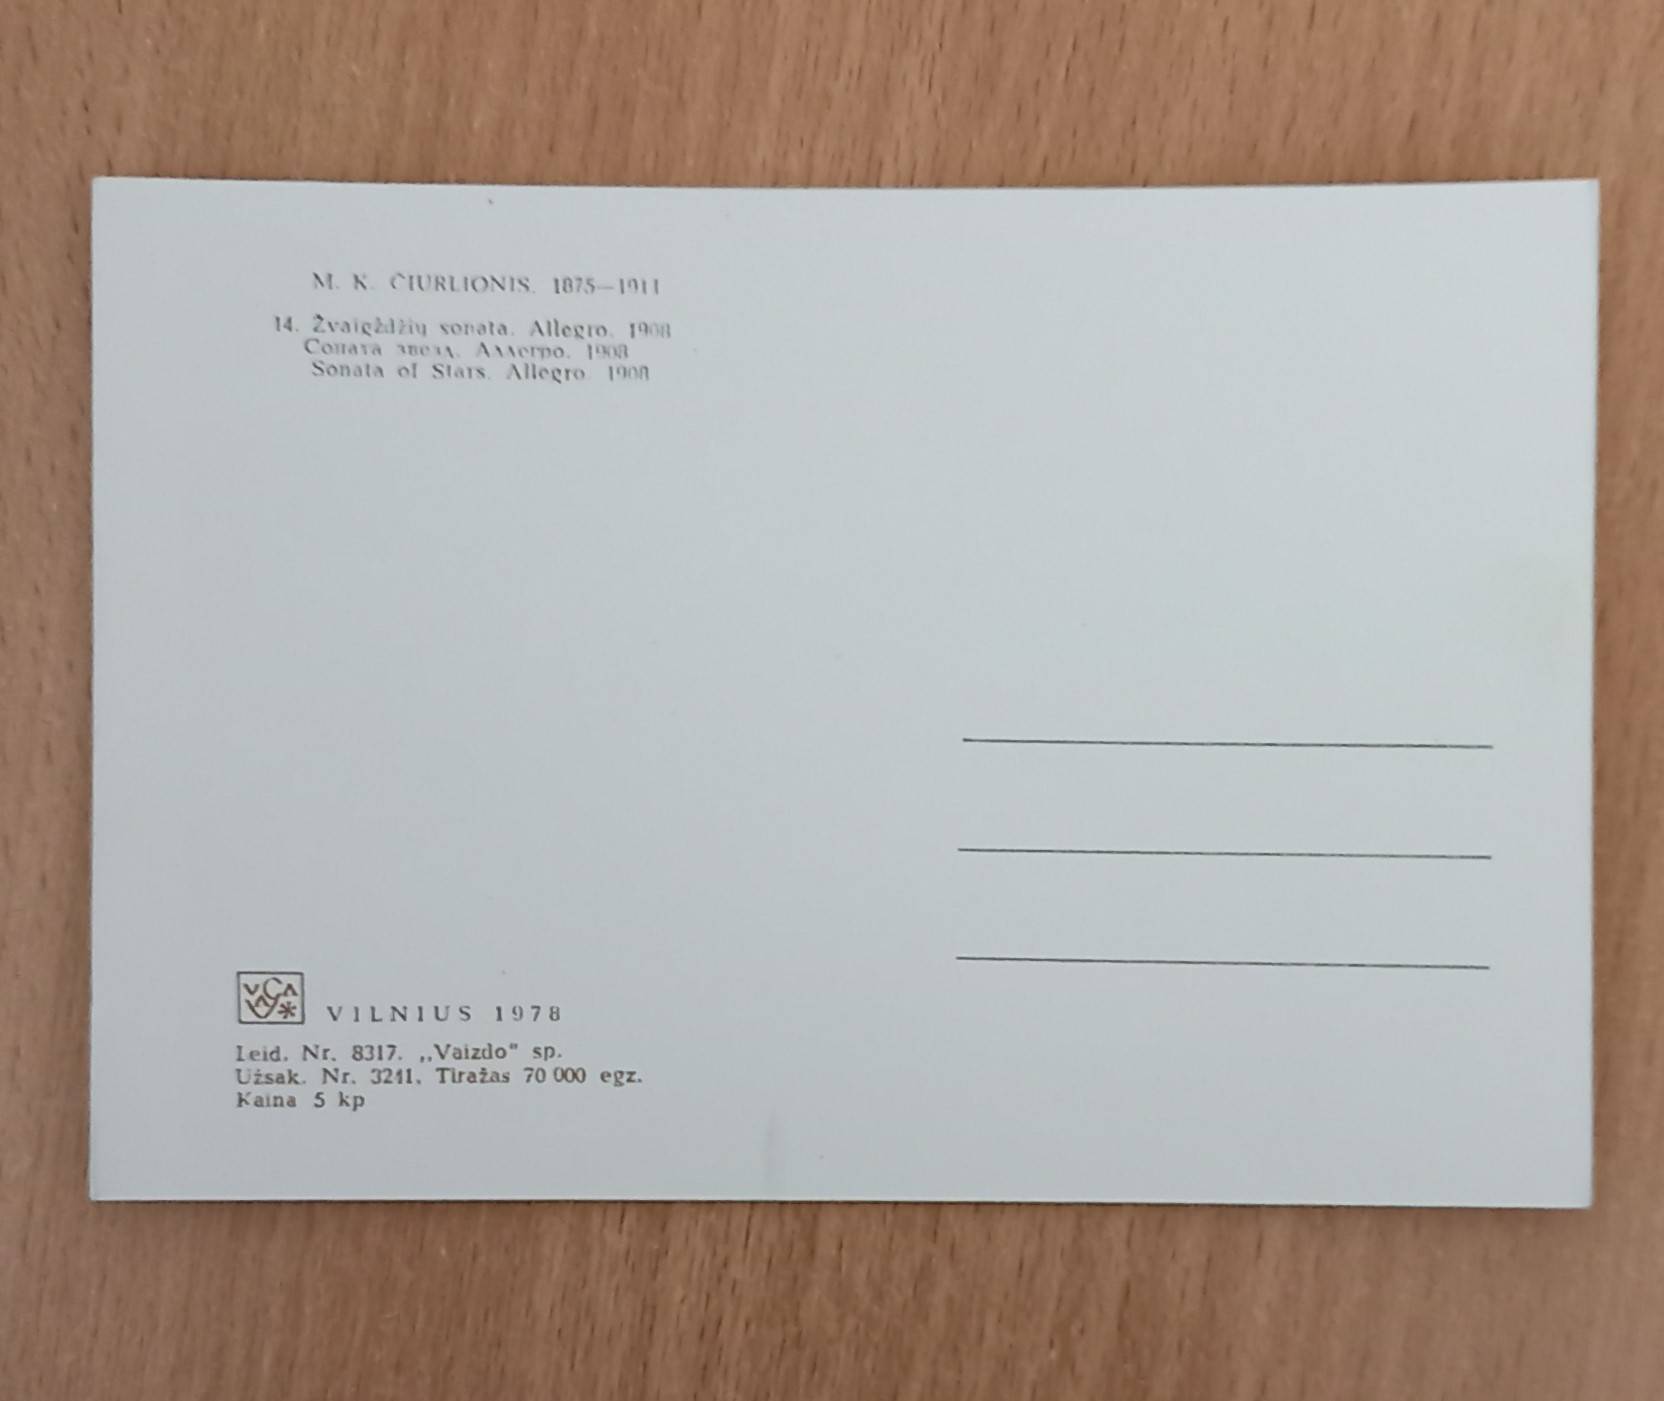 M. K. ČIURLIONIS. 1875—1911
14. Žvaigždžių sonata. Allegro. 1908
Соната звезд. Аллегро. 1908
Sonata of Stars. Allegro. 1908
VILNIUS 1978
Leid. Nr. 8317. „Vaizdo" sp.
Užsak. Nr. 3241. Tiražas 70 000 egz.
Kaina 5 kp